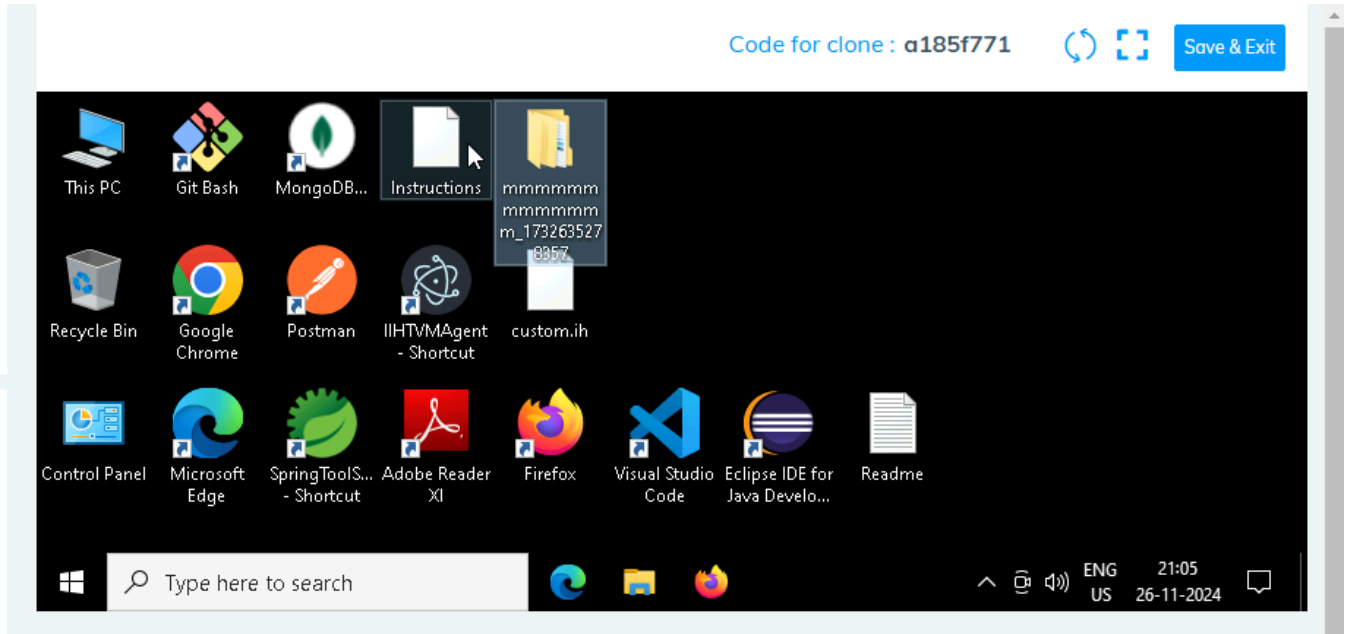 Code for clone : a185f771
Save & Exit
This PC
Git Bash
MongoDB...
Instructions
mmmmmm
mmmmmm
m_173263527
8357
Recycle Bin
Google
Chrome
Postman
IIHTVMAgent
- Shortcut
custom.ih
Control Panel
Microsoft
Edge
SpringToolS...
- Shortcut
Adobe Reader
XI
Firefox
Visual Studio
Code
Eclipse IDE for
Java Develo...
Readme
Type here to search
ENG
US
21:05
26-11-2024